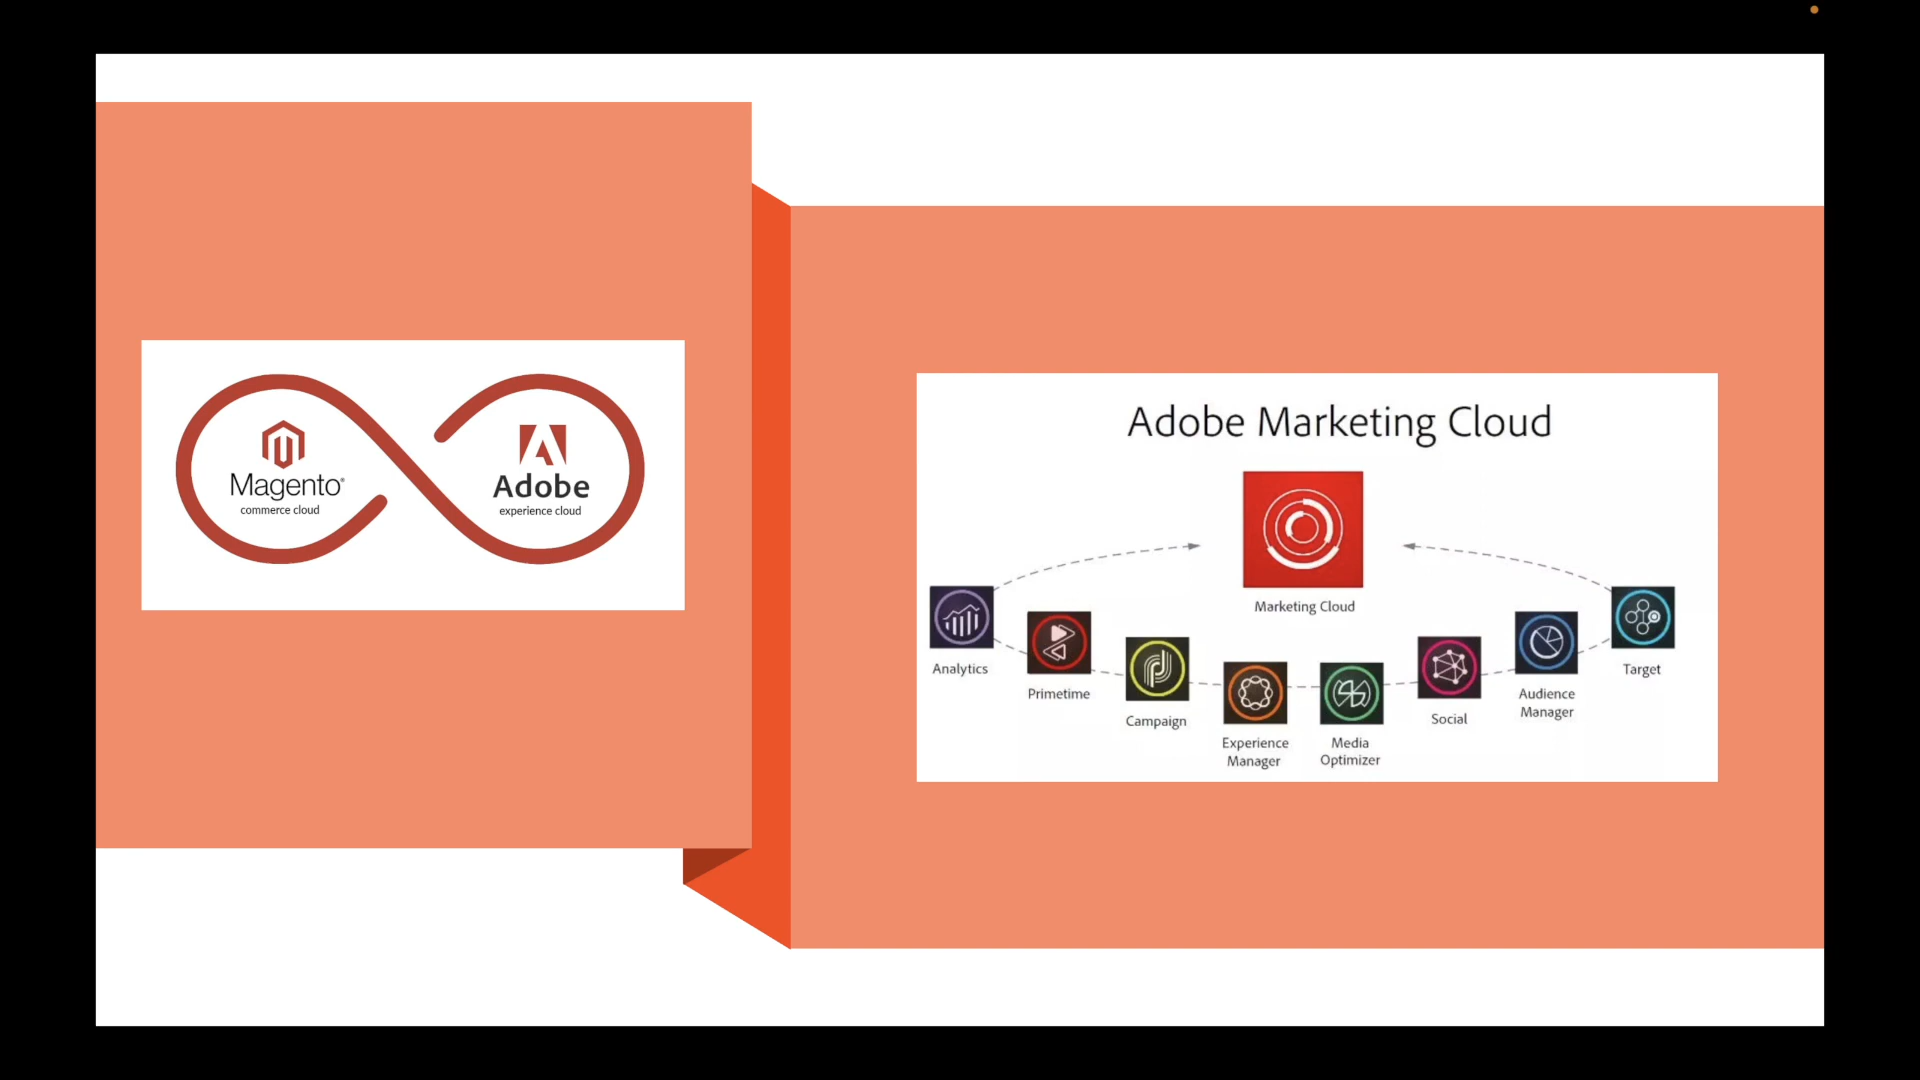 Magento®
commerce cloud
Adobe
experience cloud
Adobe Marketing Cloud
Marketing Cloud
Analytics
Primetime
Campaign
Experience
Manager
Media
Optimizer
Social
Audience
Manager
Target